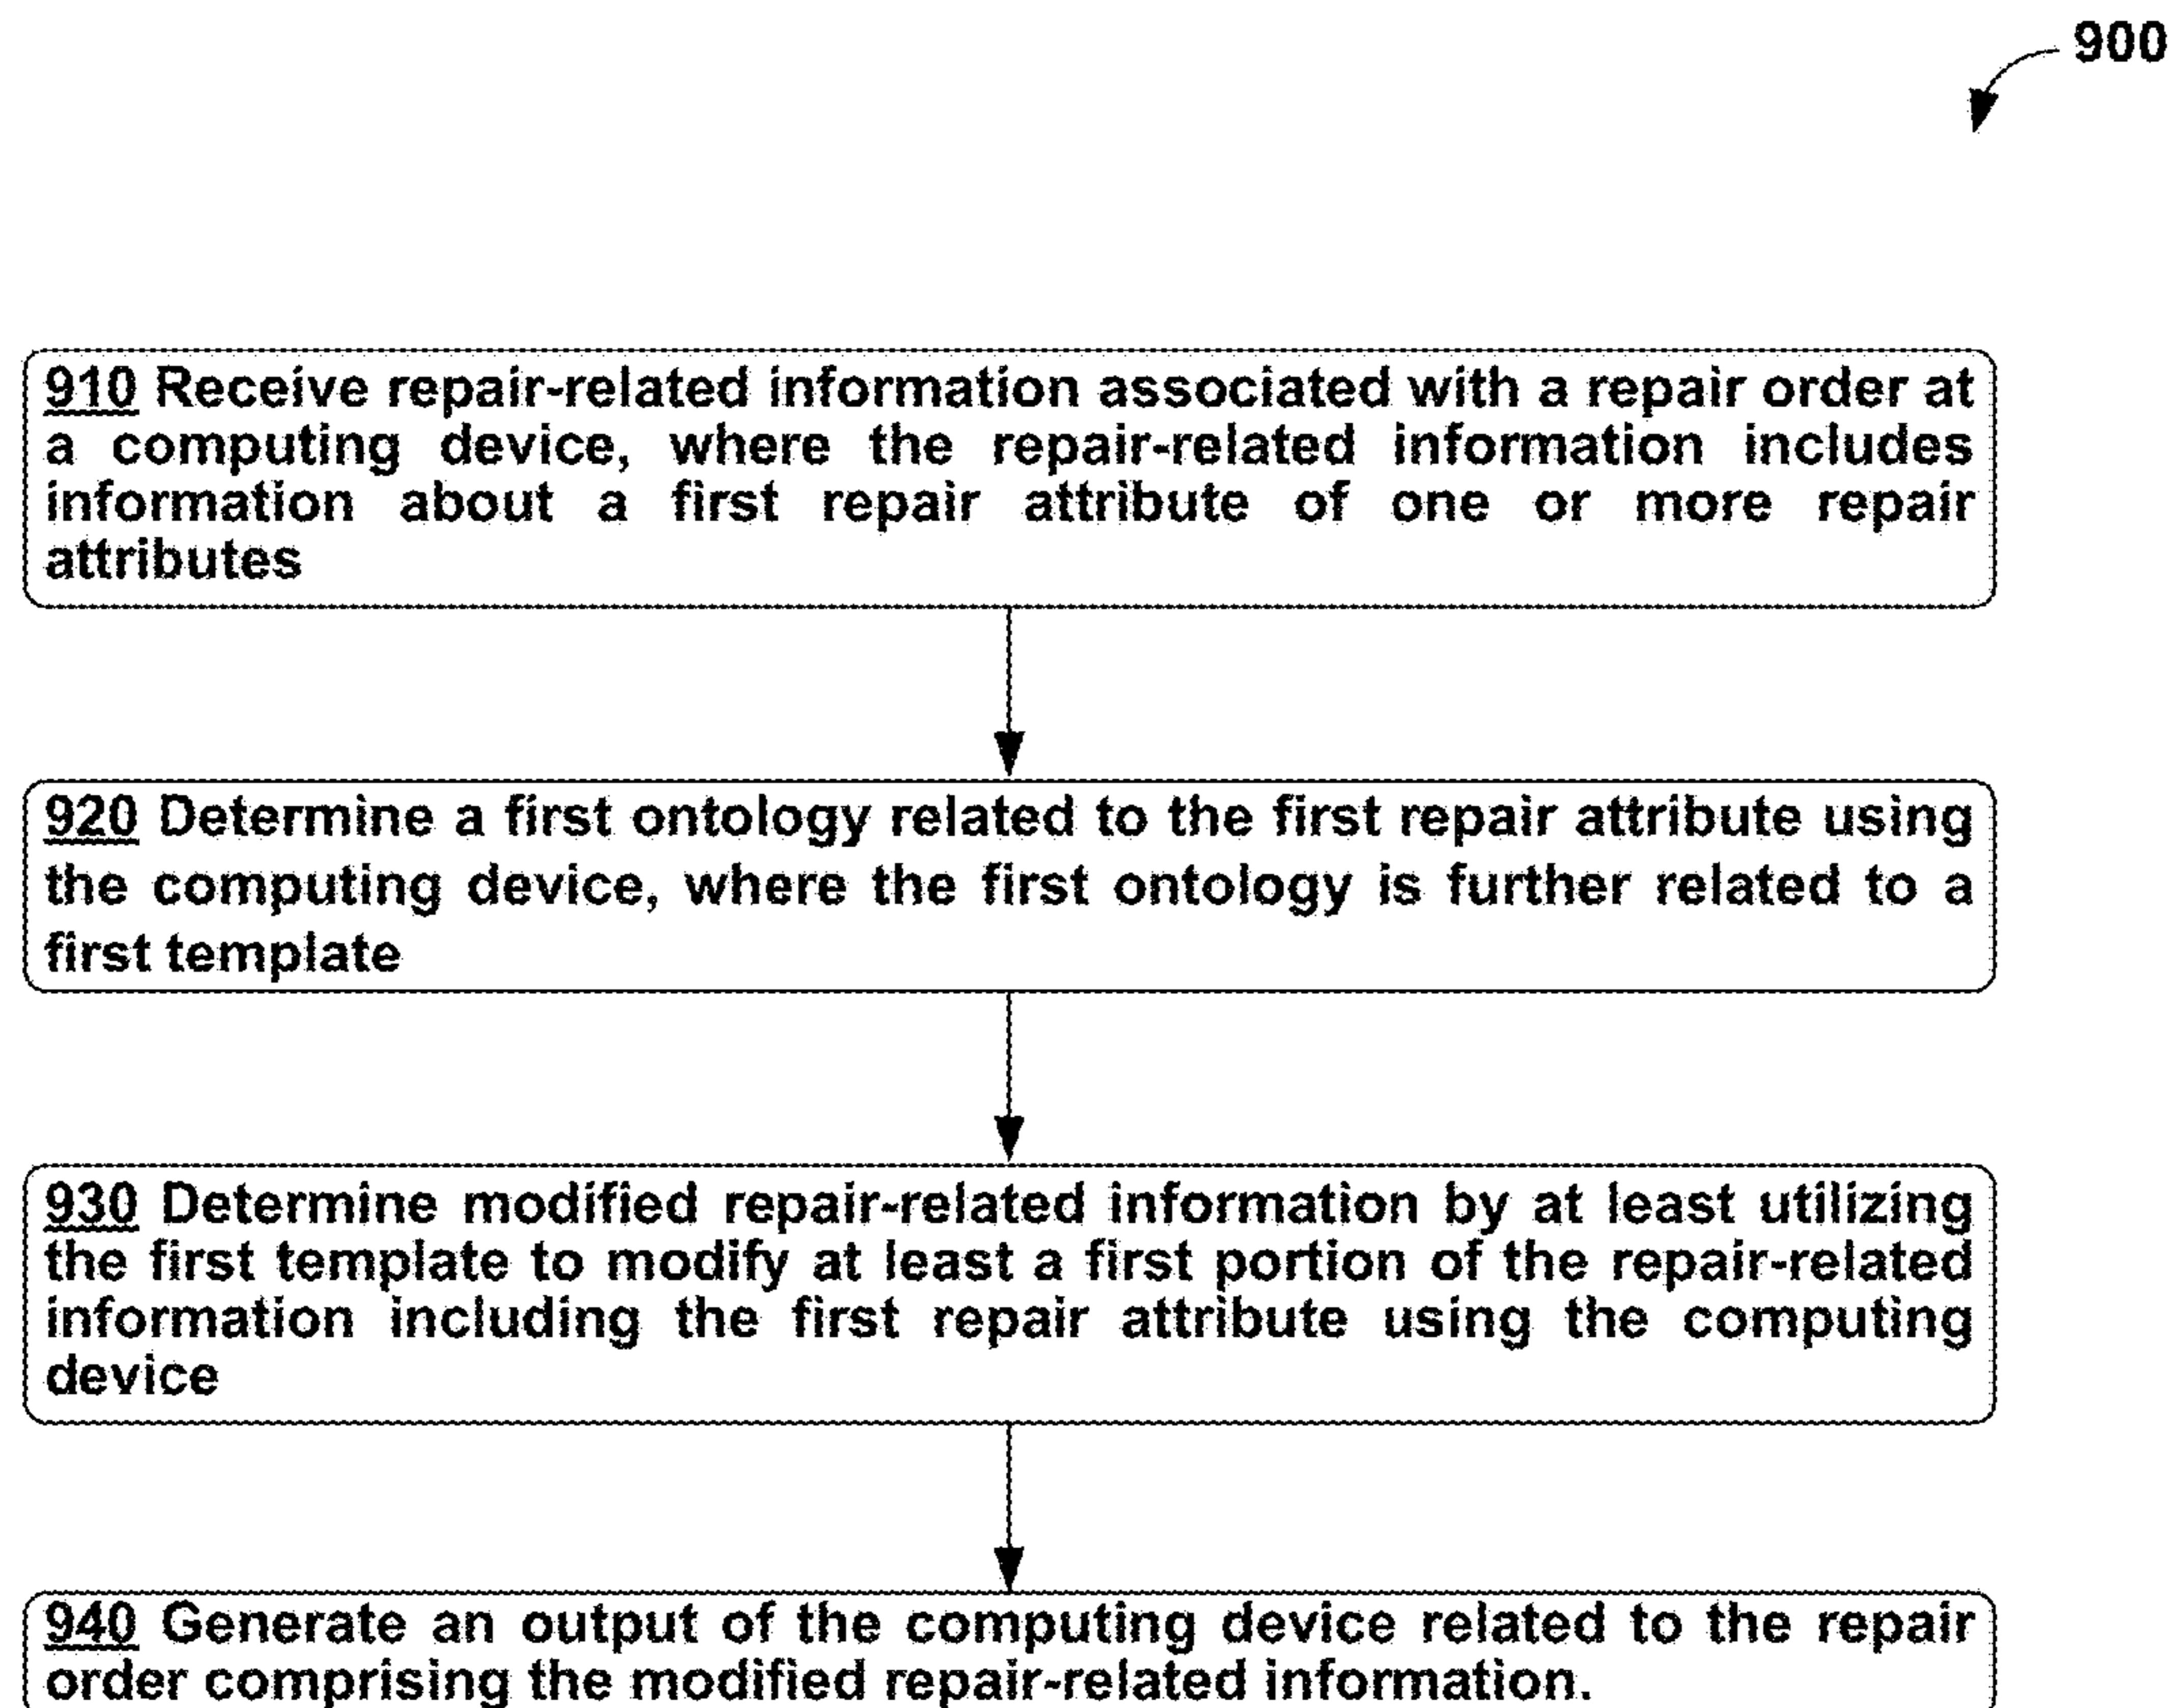 900
910 Receive repair-related information associated with a repair order at
a computing device, where the repair-related information includes
information about a first repair attribute of one or more repair
attributes
920 Determine a first ontology related to the first repair attribute using
the computing device, where the first ontology is further related to a
first template
930 Determine modified repair-related information by at least utilizing
the first template to modify at least a first portion of the repair-related
information including the first repair attribute using the computing
device
940 Generate an output of the computing device related to the repair
order comprising the modified repair-related information.